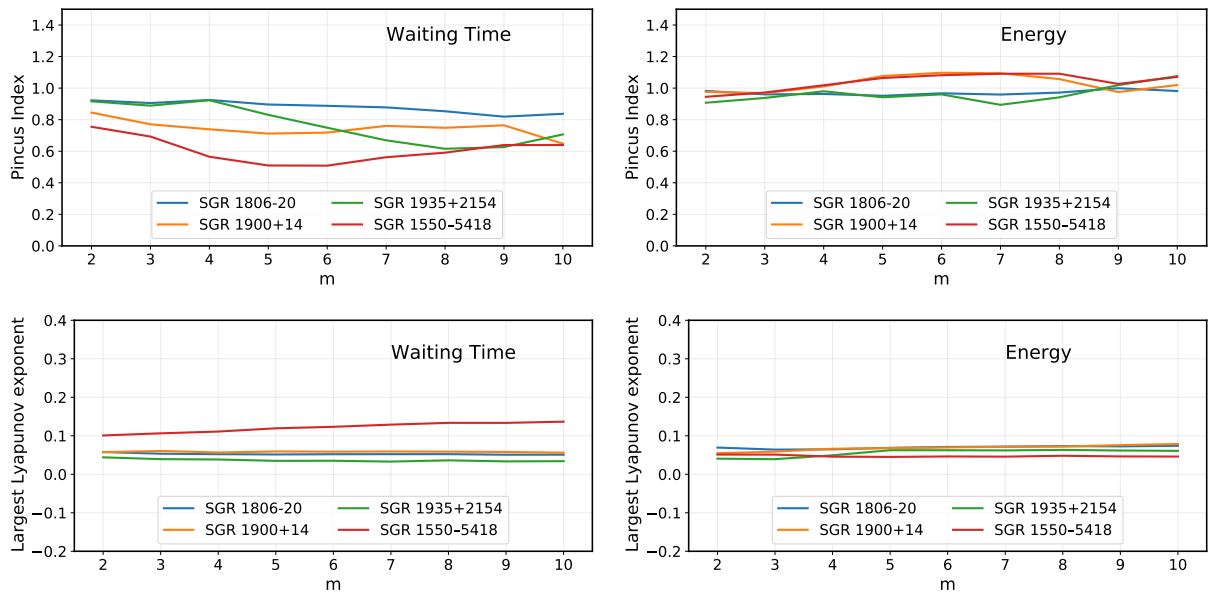 Waiting Time
Pincus Index
1.4
1.2
1.0
0.8
0.6
0.4
0.2
0.0
SGR 1806-20 SGR 1935+2154
SGR 1900+14 SGR 1550–5418
2 3 4 5 6 7 8 9 10
m
Energy
Pincus Index
1.4
1.2
1.0
0.8
0.6
0.4
0.2
0.0
SGR 1806-20 SGR 1935+2154
SGR 1900+14 SGR 1550–5418
2 3 4 5 6 7 8 9 10
m
Waiting Time
Largest Lyapunov exponent
0.4
0.3
0.2
0.1
0.0
−0.1
−0.2
SGR 1806-20 SGR 1935+2154
SGR 1900+14 SGR 1550–5418
2 3 4 5 6 7 8 9 10
m
Energy
Largest Lyapunov exponent
0.4
0.3
0.2
0.1
0.0
−0.1
−0.2
SGR 1806-20 SGR 1935+2154
SGR 1900+14 SGR 1550–5418
2 3 4 5 6 7 8 9 10
m